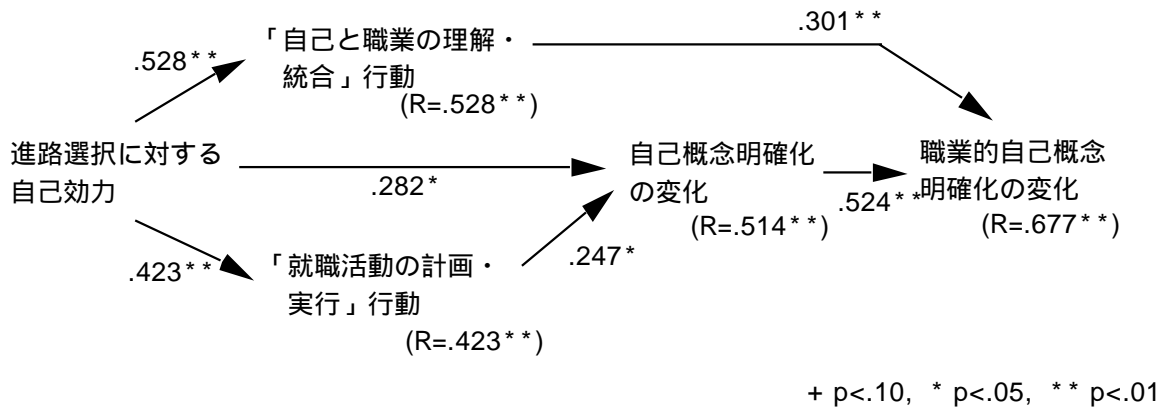 .301**
「自己と職業の理解・
統合」行動
.528**
(R=.528**)
進路選択に対する
自己効力
.282*
自己概念明確化
の変化
(R=.514**)
.524**
職業的自己概念
明確化の変化
(R=.677**)
.423**
「就職活動の計画・
実行」行動
.247*
(R=.423**)
+ p<.10, * p<.05, ** p<.01